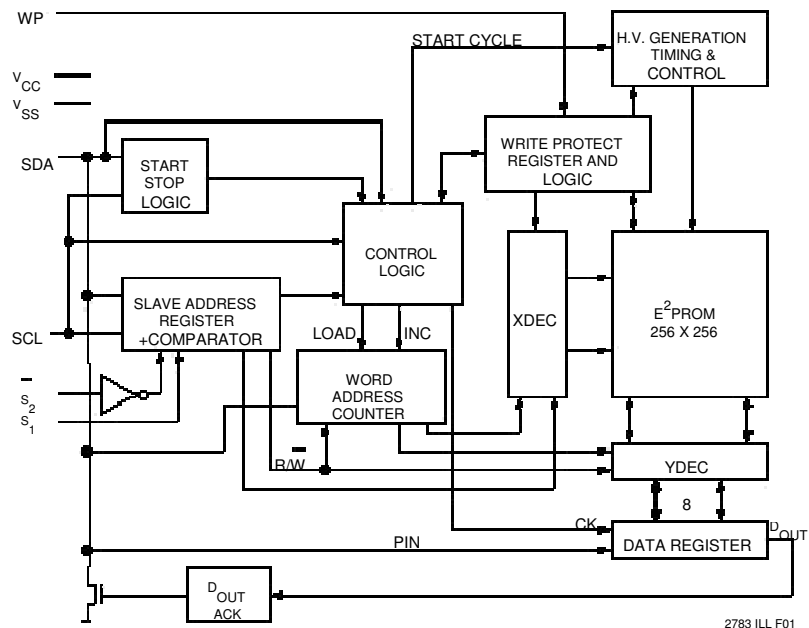 WP
START CYCLE
H.V. GENERATION
TIMING &
CONTROL
VCC
VSS
SDA
START
STOP
LOGIC
WRITE PROTECT
REGISTER AND
LOGIC
CONTROL
LOGIC
SLAVE ADDRESS
REGISTER
+COMPARATOR
SCL
LOAD
INC
XDEC
E2PROM
256 X 256
WORD
ADDRESS
COUNTER
S̅2
S1
R/W̅
YDEC
8
CK
PIN
DATA REGISTER
DOUT
DOUT
ACK
2783 ILL F01